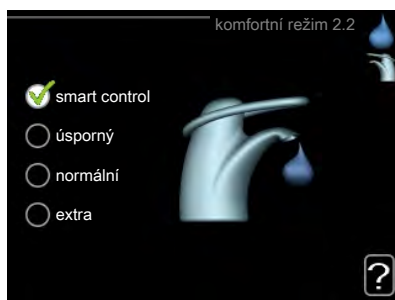 komfortní režim 2.2
smart control
úsporný
normální
extra
?